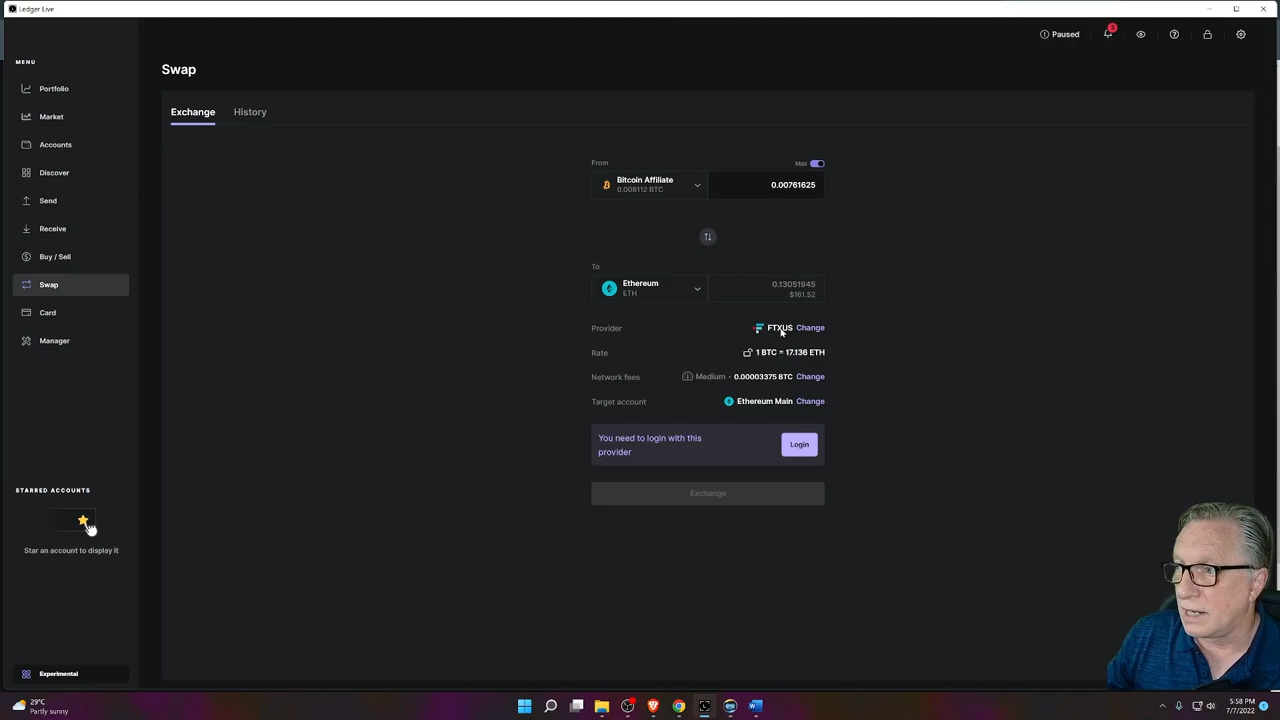 Ledger Live
Paused
3
MENU
Portfolio
Market
Accounts
Discover
Send
Receive
Buy / Sell
Swap
Card
Manager
STARRED ACCOUNTS
Star an account to display it
Experimental
Swap
Exchange
History
From
Max
Bitcoin Affiliate
0.008112 BTC
0.00761625
To
Ethereum
ETH
0.13051945
$161.52
Provider
FTXUS Change
Rate
1 BTC = 17.136 ETH
Network fees
Medium • 0.00003375 BTC Change
Target account
Ethereum Main Change
You need to login with this
provider
Login
Exchange
29°C
Partly sunny
5:58 PM
7/7/2022
1